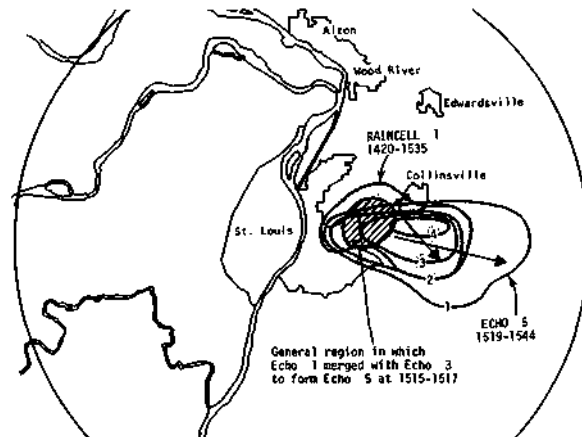 Alton
Wood River
Edwardsville
RAINCELL 1
1420-1535
Collinsville
St. Louis
.4
.3
2
1
ECHO 5
1519-1544
General region in which
Echo 1 merged with Echo 3
to form Echo 5 at 1515-1517